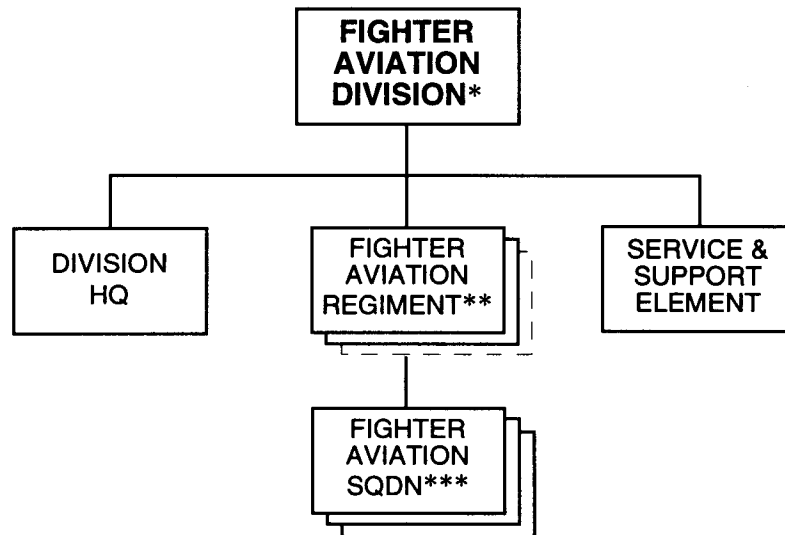 FIGHTER
AVIATION
DIVISION*
DIVISION
HQ
FIGHTER
AVIATION
REGIMENT**
SERVICE &
SUPPORT
ELEMENT
FIGHTER
AVIATION
SQDN***